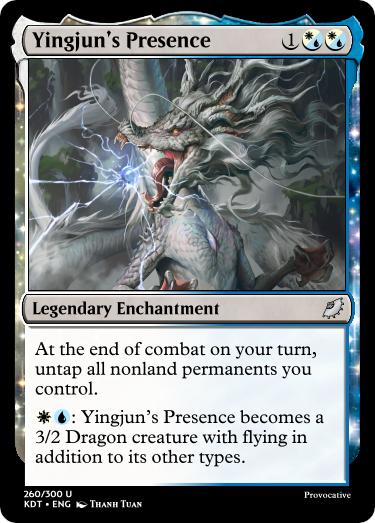 Yingjun's Presence 1
Legendary Enchantment
At the end of combat on your turn,
untap all nonland permanents you
control.
: Yingjun's Presence becomes a
3/2 Dragon creature with flying in
addition to its other types.
260/300 U
KDT • ENG Thanh Tuan
Provocative